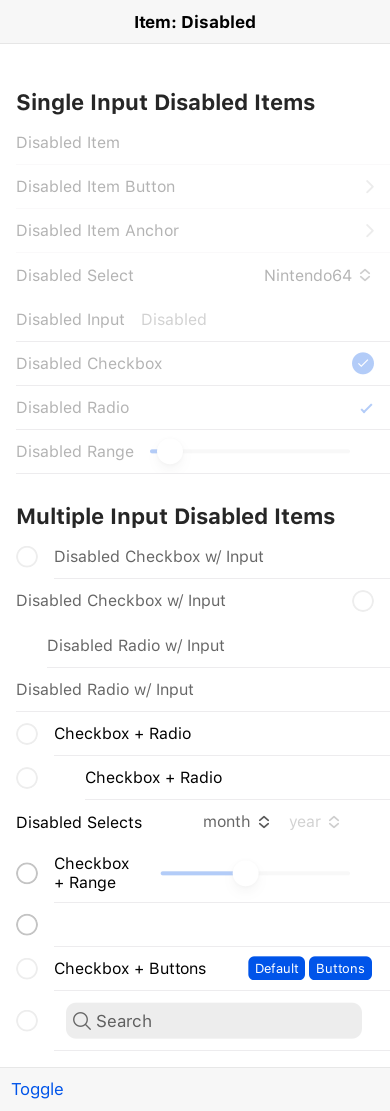 Item: Disabled
Single Input Disabled Items
Disabled Item
Disabled Item Button
Disabled Item Anchor
Disabled Select Nintendo64
Disabled Input Disabled
Disabled Checkbox
Disabled Radio
Disabled Range
Multiple Input Disabled Items
Disabled Checkbox w/ Input
Disabled Checkbox w/ Input
Disabled Radio w/ Input
Disabled Radio w/ Input
Checkbox + Radio
Checkbox + Radio
Disabled Selects month year
Checkbox
+ Range
Checkbox + Buttons Default Buttons
Search
Toggle